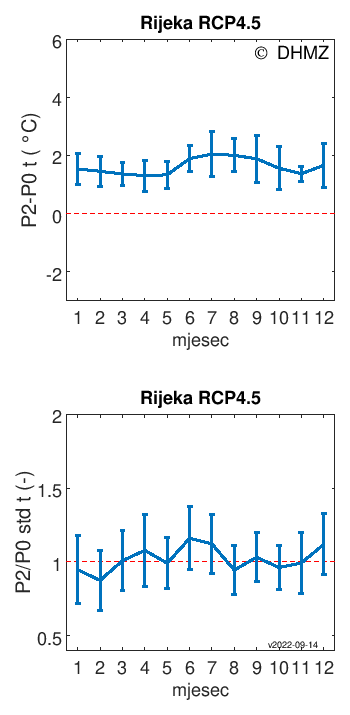 Rijeka RCP4.5
© DHMZ
6
4
2
0
-2
P2-P0 t ( °C)
1 2 3 4 5 6 7 8 9 10 11 12
mjesec
Rijeka RCP4.5
2
1.5
1
0.5
P2/P0 std t (-)
v2022-09-14
1 2 3 4 5 6 7 8 9 10 11 12
mjesec